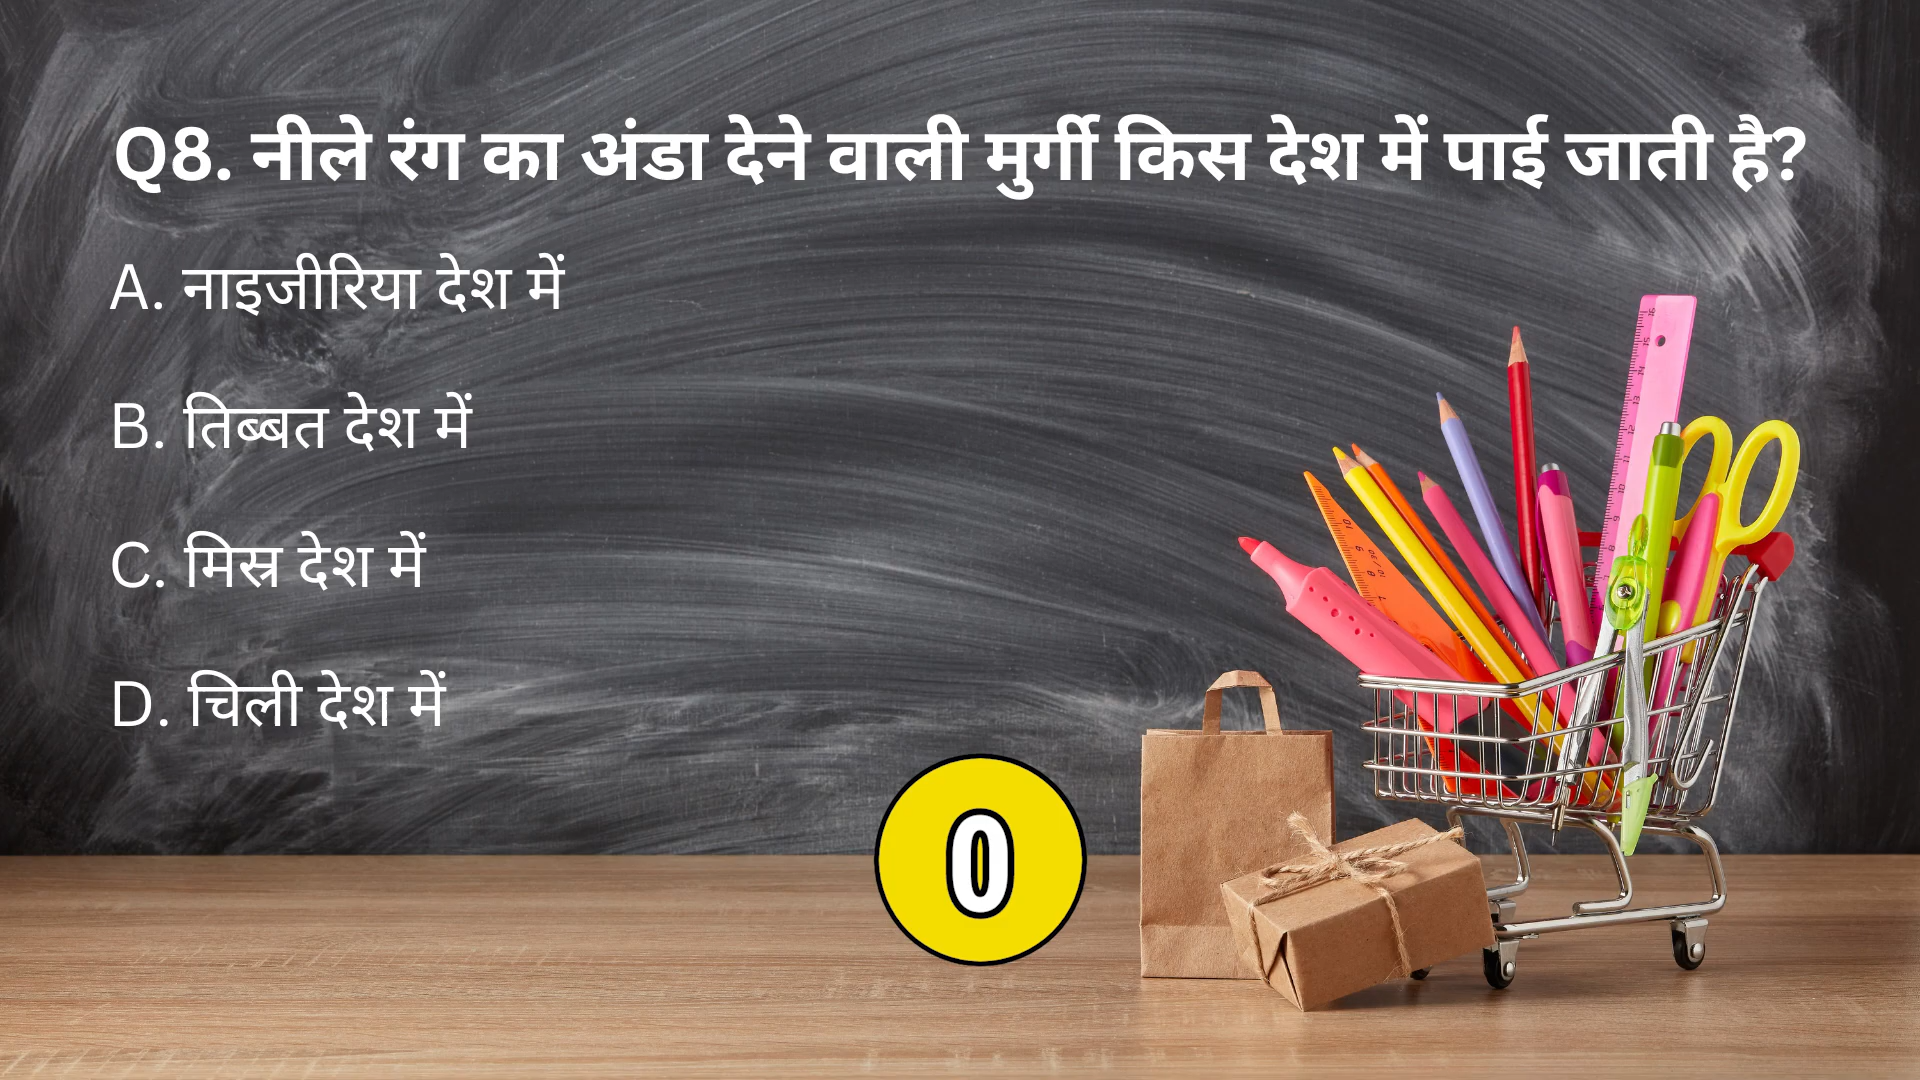 Q8. नीले रंग का अंडा देने वाली मुर्गी किस देश में पाई जाती है?
A. नाइजीरिया देश में
B. तिब्बत देश में
C. मिस्र देश में
D. चिली देश में
0